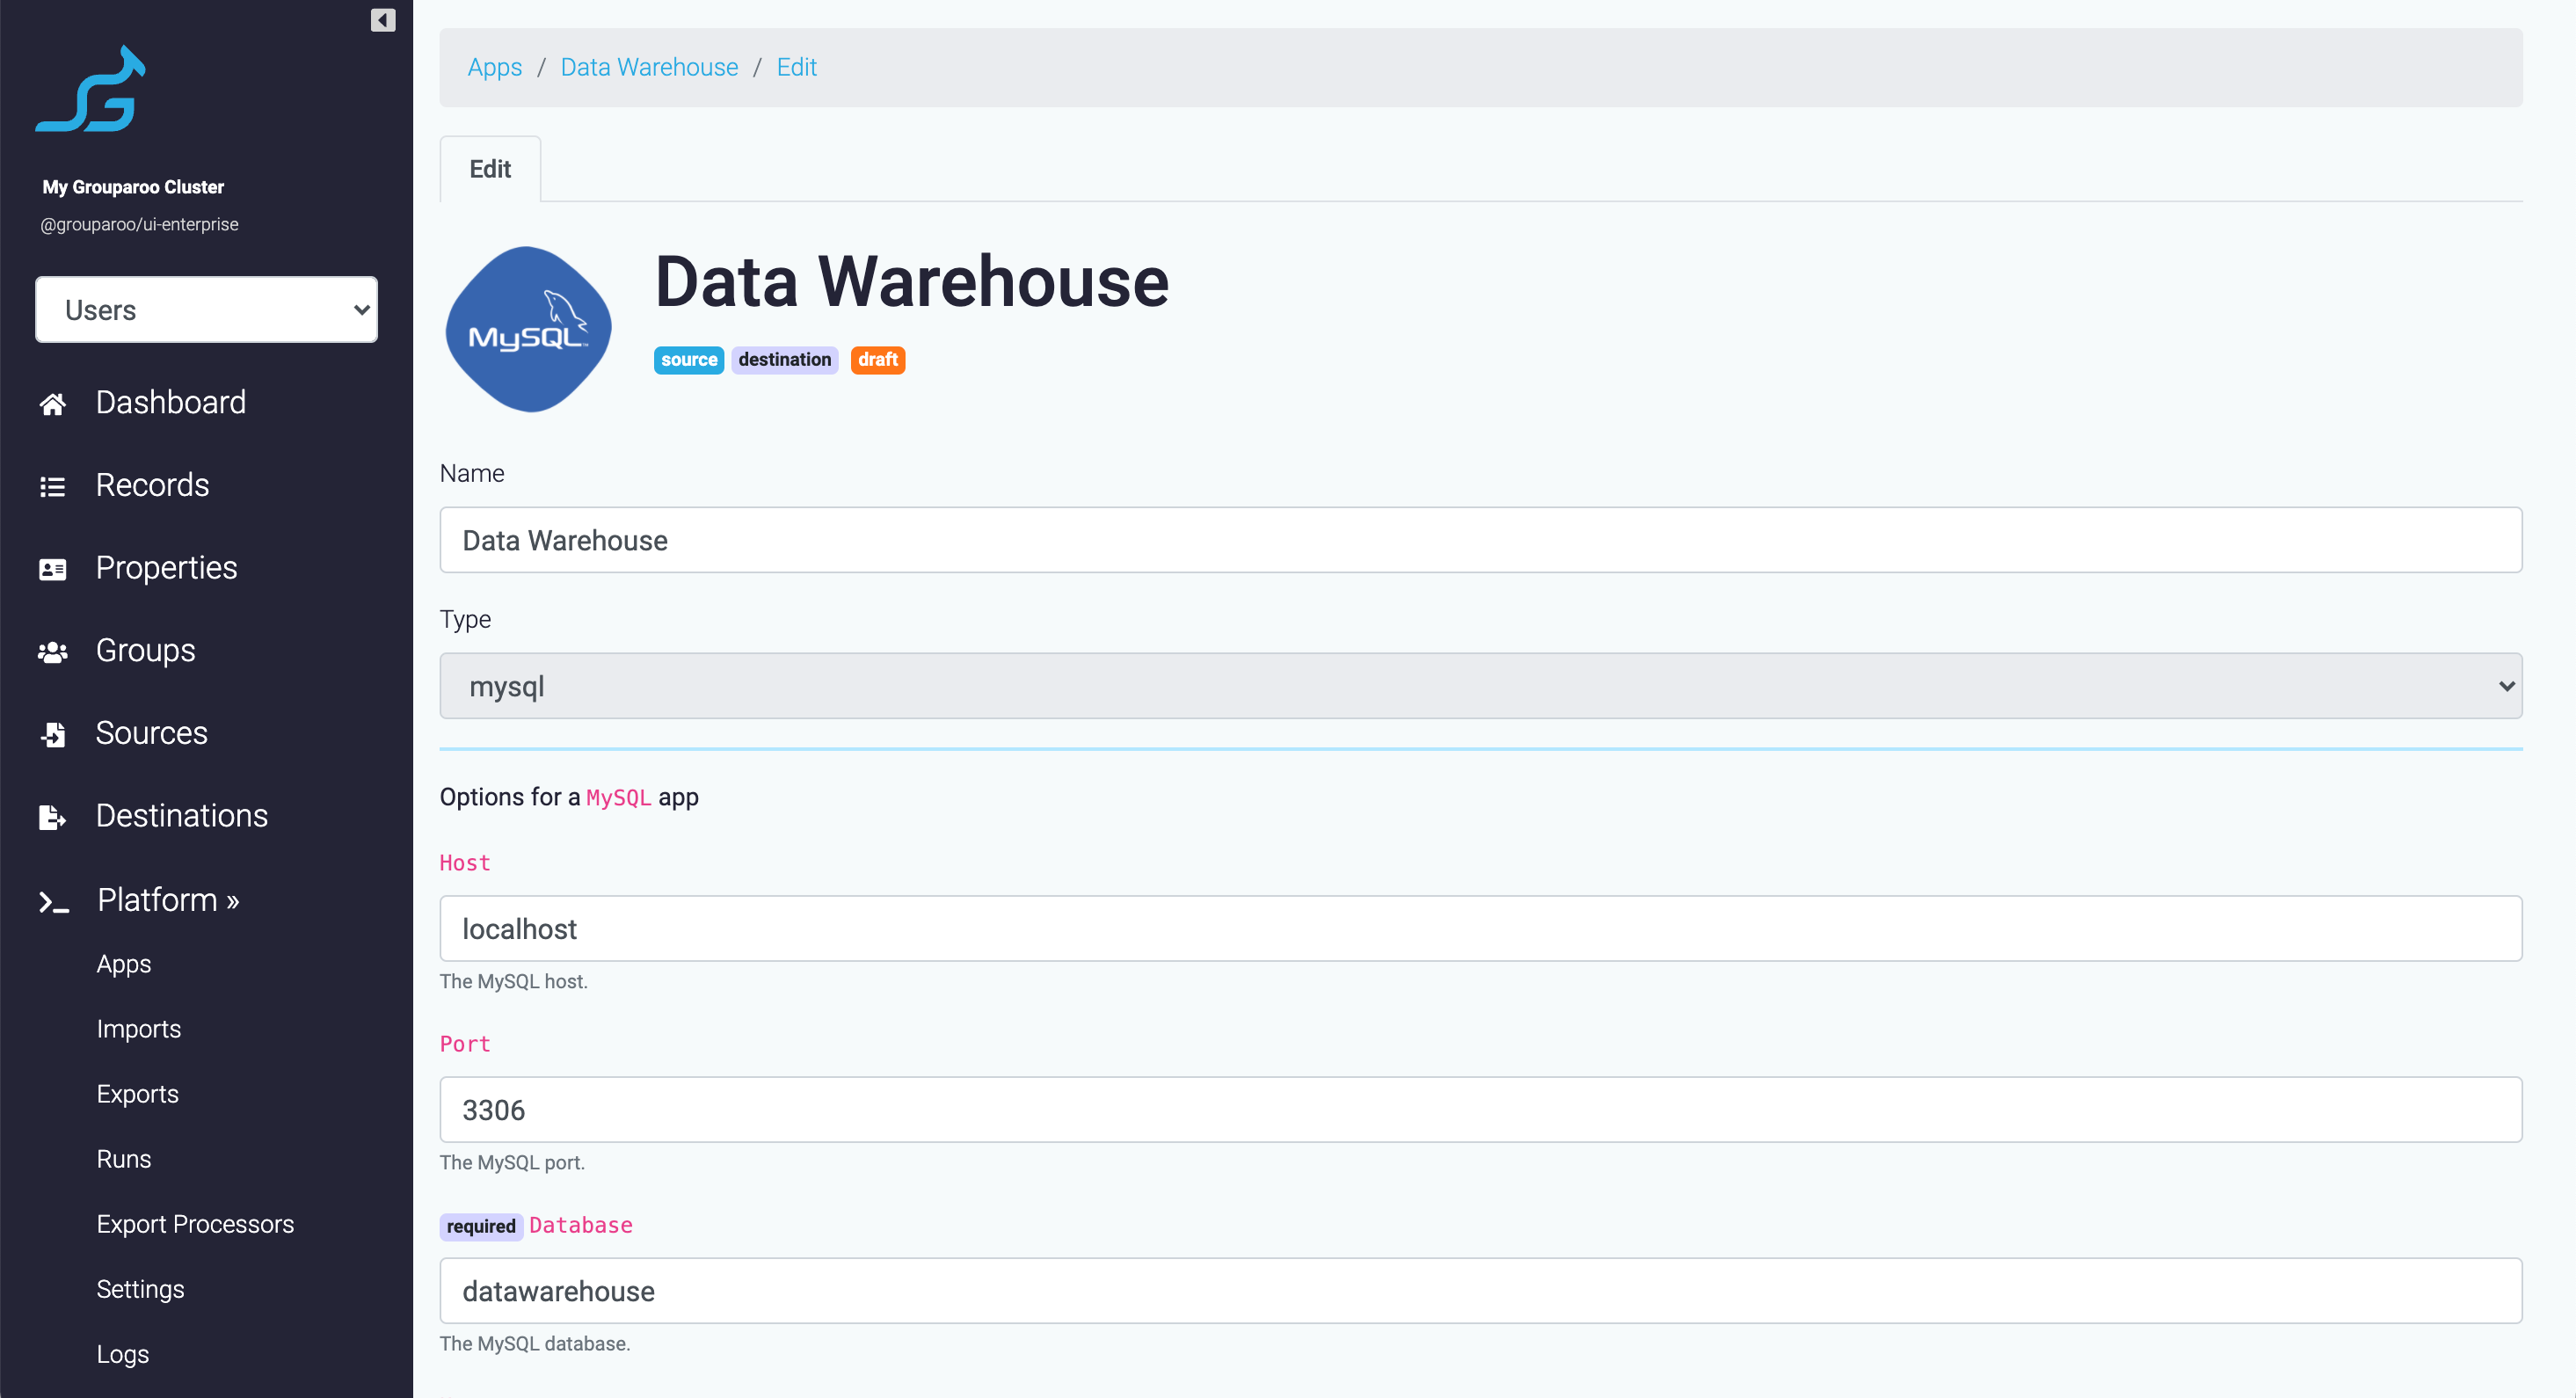 My Grouparoo Cluster
@grouparoo/ui-enterprise
Users
Dashboard
Records
Properties
Groups
Sources
Destinations
Platform »
Apps
Imports
Exports
Runs
Export Processors
Settings
Logs
Apps / Data Warehouse / Edit
Edit
MySQL™
Data Warehouse
source destination draft
Name
Data Warehouse
Type
mysql
Options for a MySQL app
Host
localhost
The MySQL host.
Port
3306
The MySQL port.
required Database
datawarehouse
The MySQL database.